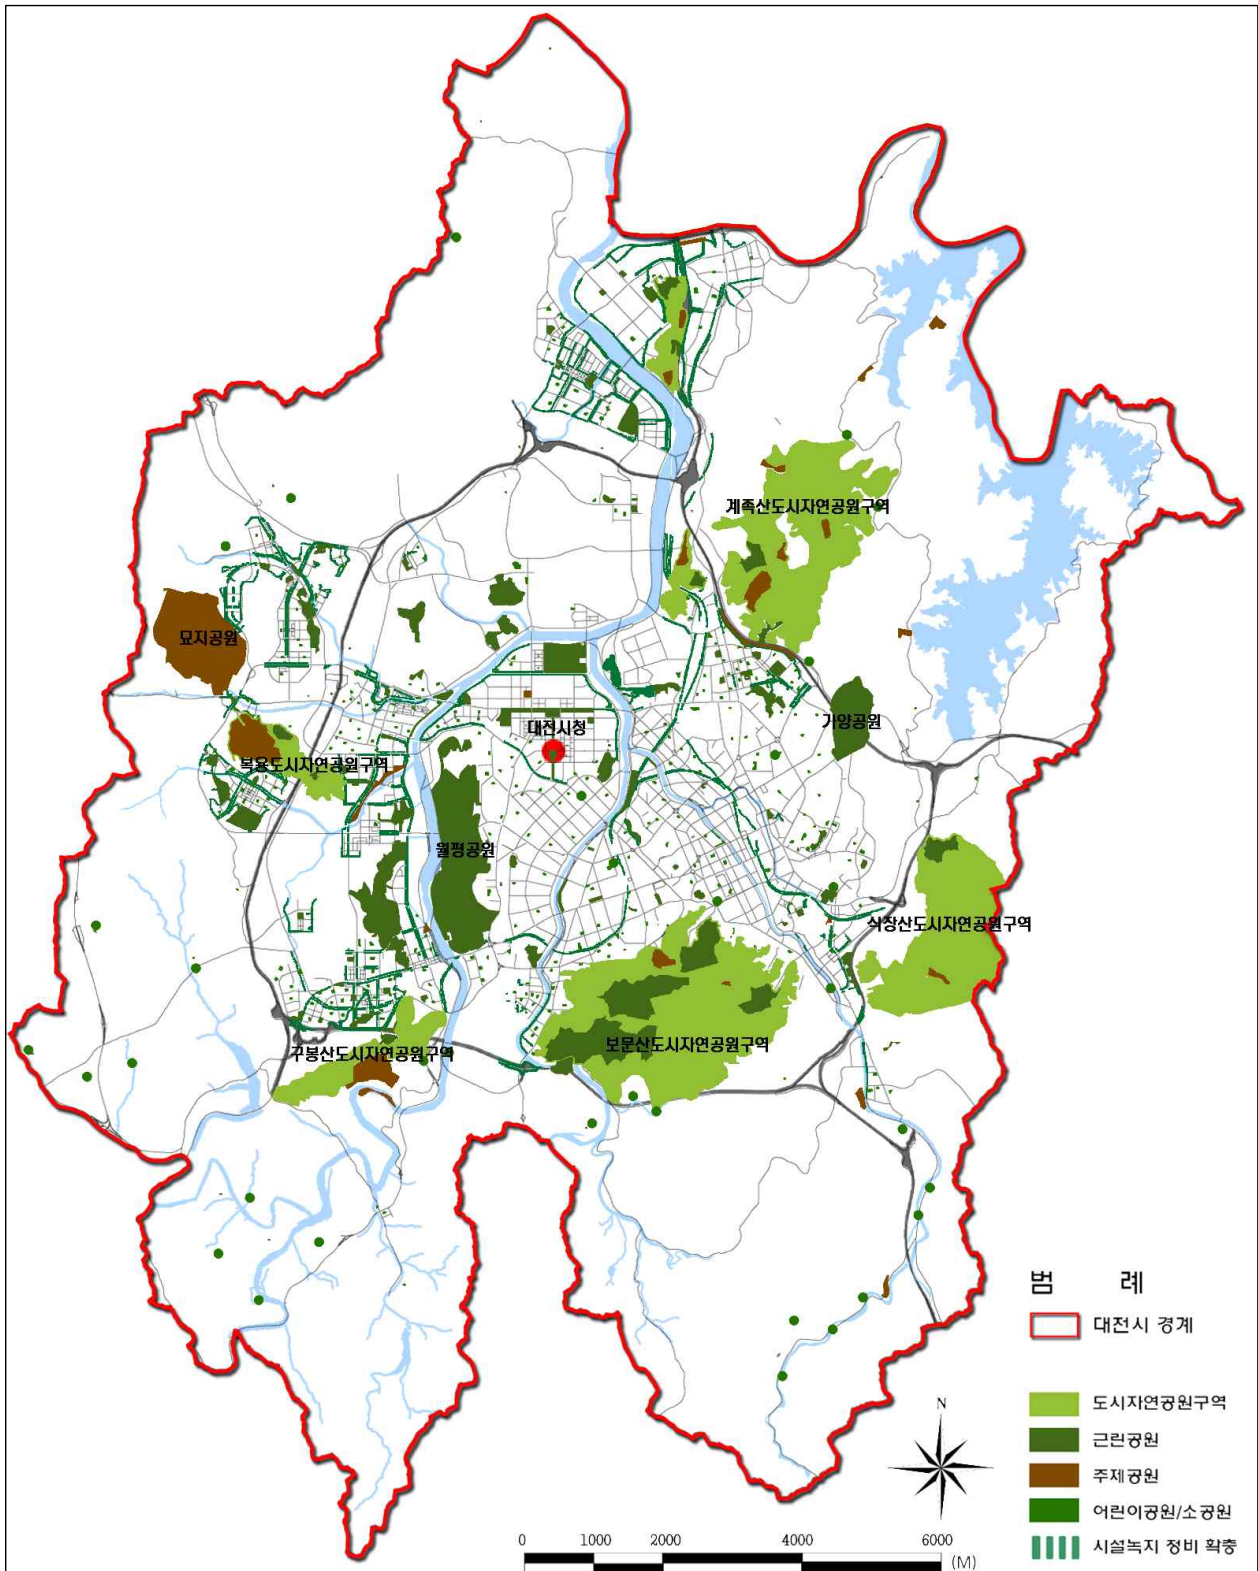 계족산도시자연공원구역
묘지공원
가양공원
대전시청
복용도시자연공원구역
월평공원
식장산도시자연공원구역
보문산도시자연공원구역
구봉산도시자연공원구역
범 례
대전시 경계
도시자연공원구역
근린공원
주제공원
어린이공원/소공원
시설녹지 정비 확충
N
0 1000 2000 4000 6000
(M)